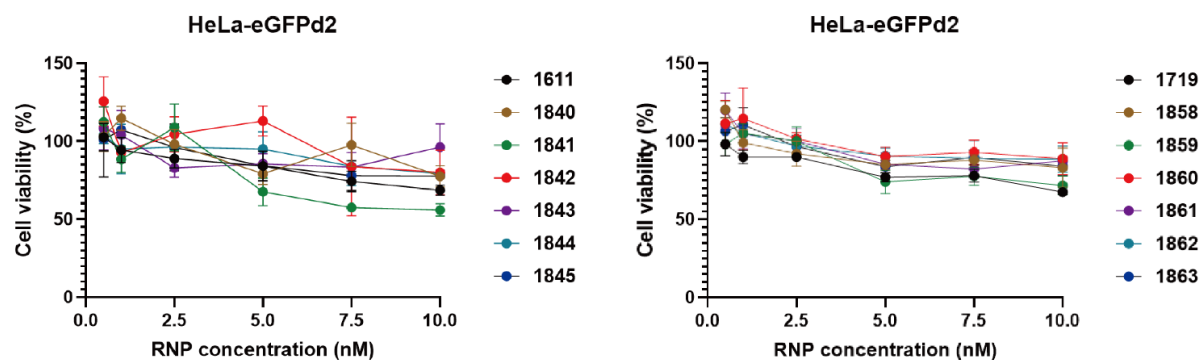 HeLa-eGFPd2
150
100
50
0
0.0 2.5 5.0 7.5 10.0
Cell viability (%)
RNP concentration (nM)
1611
1840
1841
1842
1843
1844
1845
HeLa-eGFPd2
150
100
50
0
0.0 2.5 5.0 7.5 10.0
Cell viability (%)
RNP concentration (nM)
1719
1858
1859
1860
1861
1862
1863